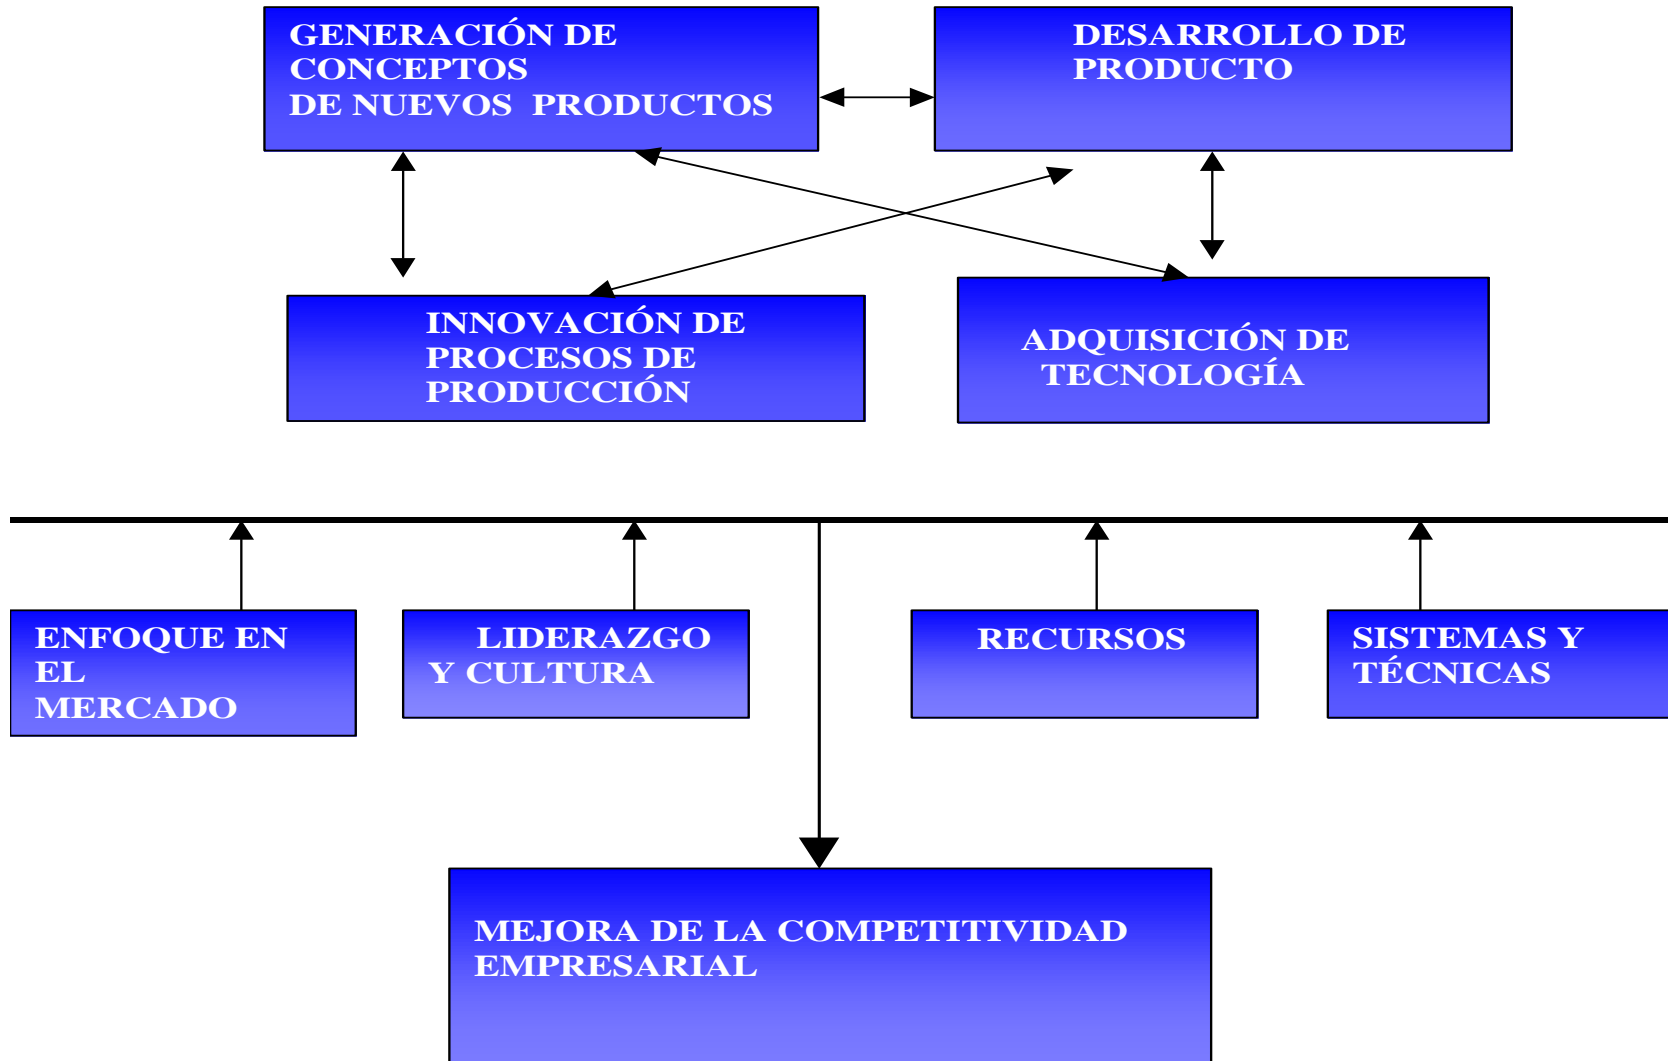 GENERACIÓN DE
CONCEPTOS
DE NUEVOS PRODUCTOS
DESARROLLO DE
PRODUCTO
INNOVACIÓN DE
PROCESOS DE
PRODUCCIÓN
ADQUISICIÓN DE
TECNOLOGÍA
ENFOQUE EN
EL
MERCADO
LIDERAZGO
Y CULTURA
RECURSOS
SISTEMAS Y
TÉCNICAS
MEJORA DE LA COMPETITIVIDAD
EMPRESARIAL